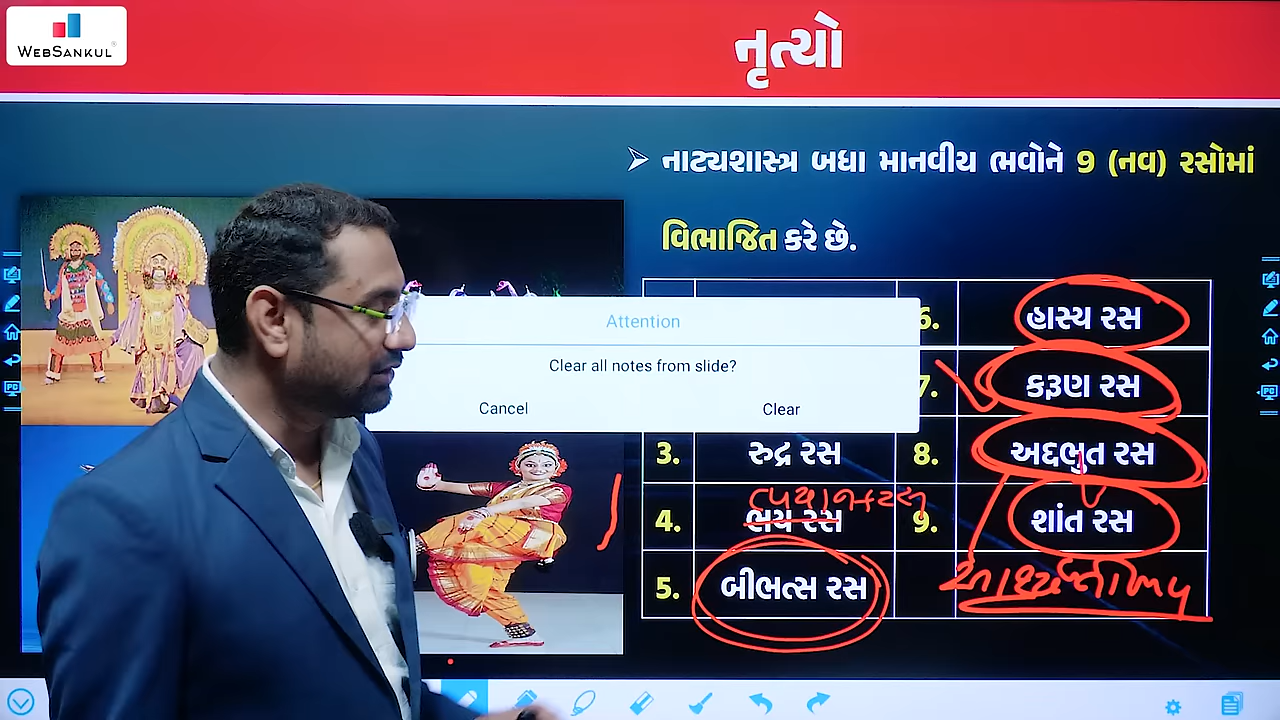 WEBSANKUL
નૃત્યો
નાટ્યશાસ્ત્ર બધા માનવીય ભવોને 9 (નવ) રસોમાં
વિભાજિત કરે છે.
Attention
Clear all notes from slide?
Cancel Clear
6. હાસ્ય રસ
7. કરૂણ રસ
3. રુદ્ર રસ 8. અદ્દભુત રસ
4. ભય રસ 9. શાંત રસ
5. બીભત્સ રસ